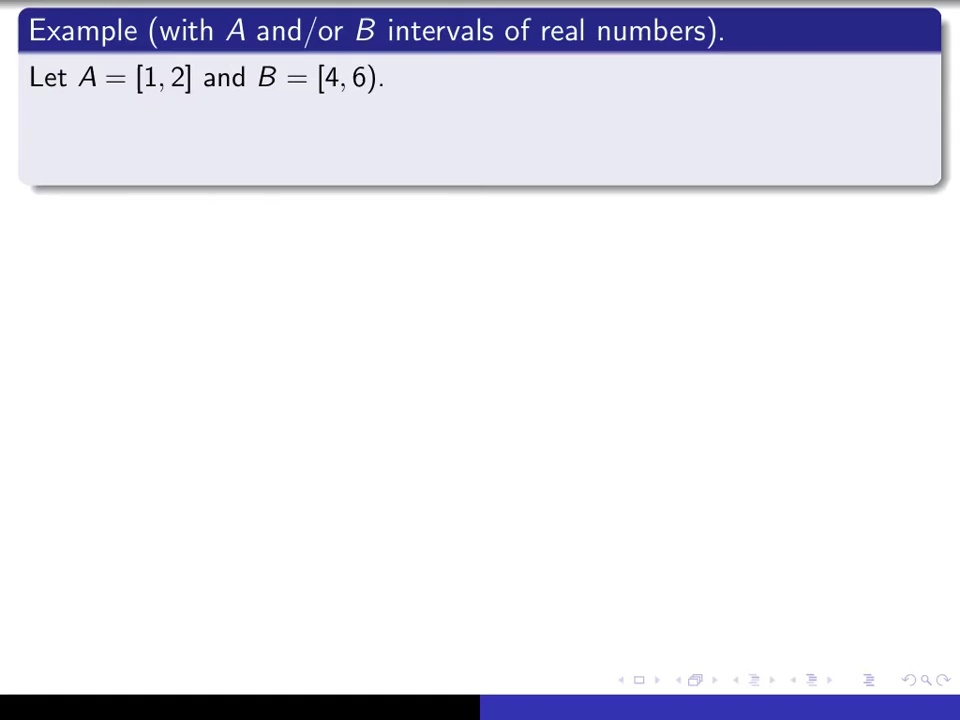 Example (with A and/or B intervals of real numbers).
Let A = [1, 2] and B = [4, 6).